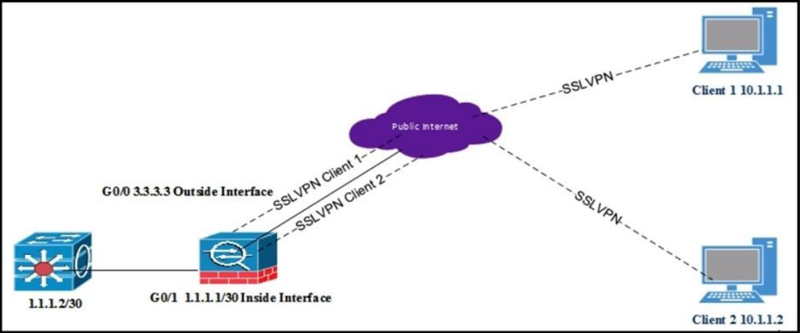 SSLVPN
Client 1 10.1.1.1
Public Internet
SSLVPN Client 1
G0/0 3.3.3.3 Outside Interface
SSLVPN Client 2
SSLVPN
1.1.1.2/30
G0/1 1.1.1.1/30 Inside Interface
Client 2 10.1.1.2